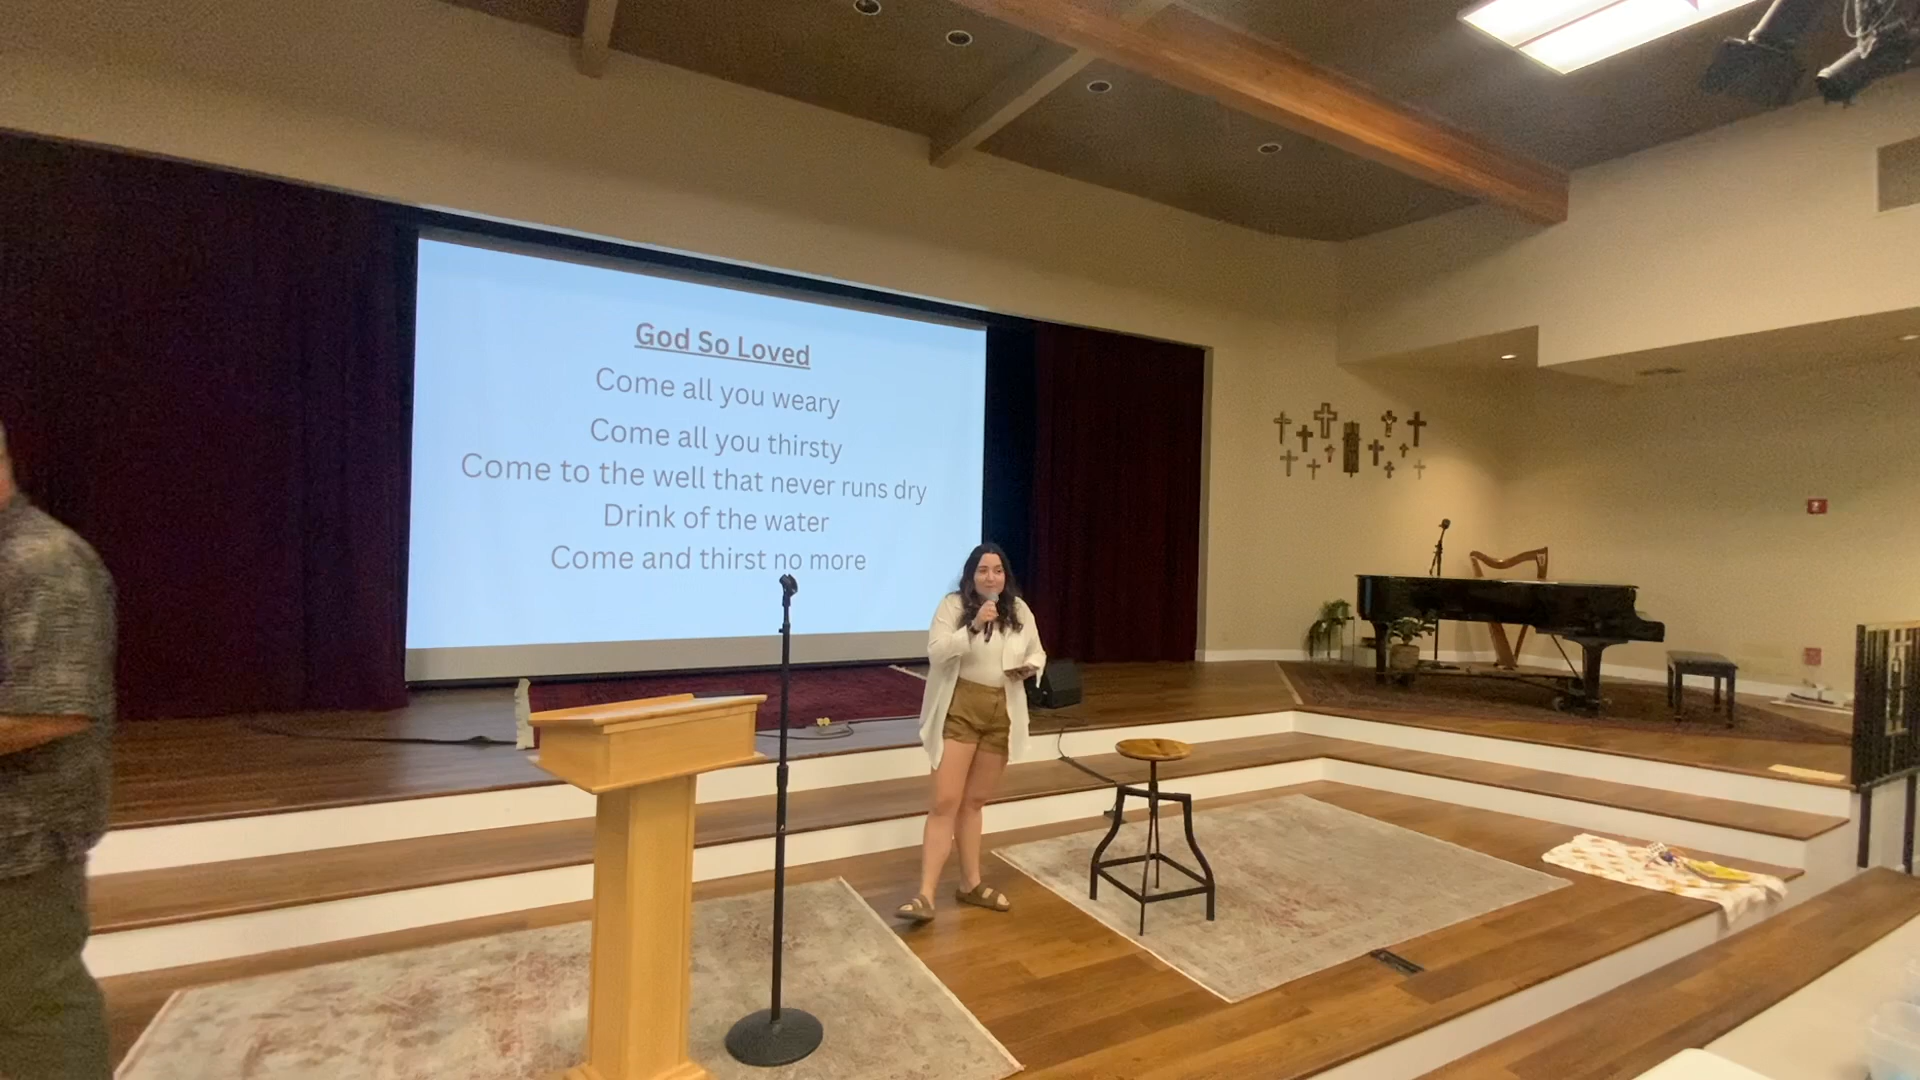 God So Loved
Come all you weary
Come all you thirsty
Come to the well that never runs dry
Drink of the water
Come and thirst no more